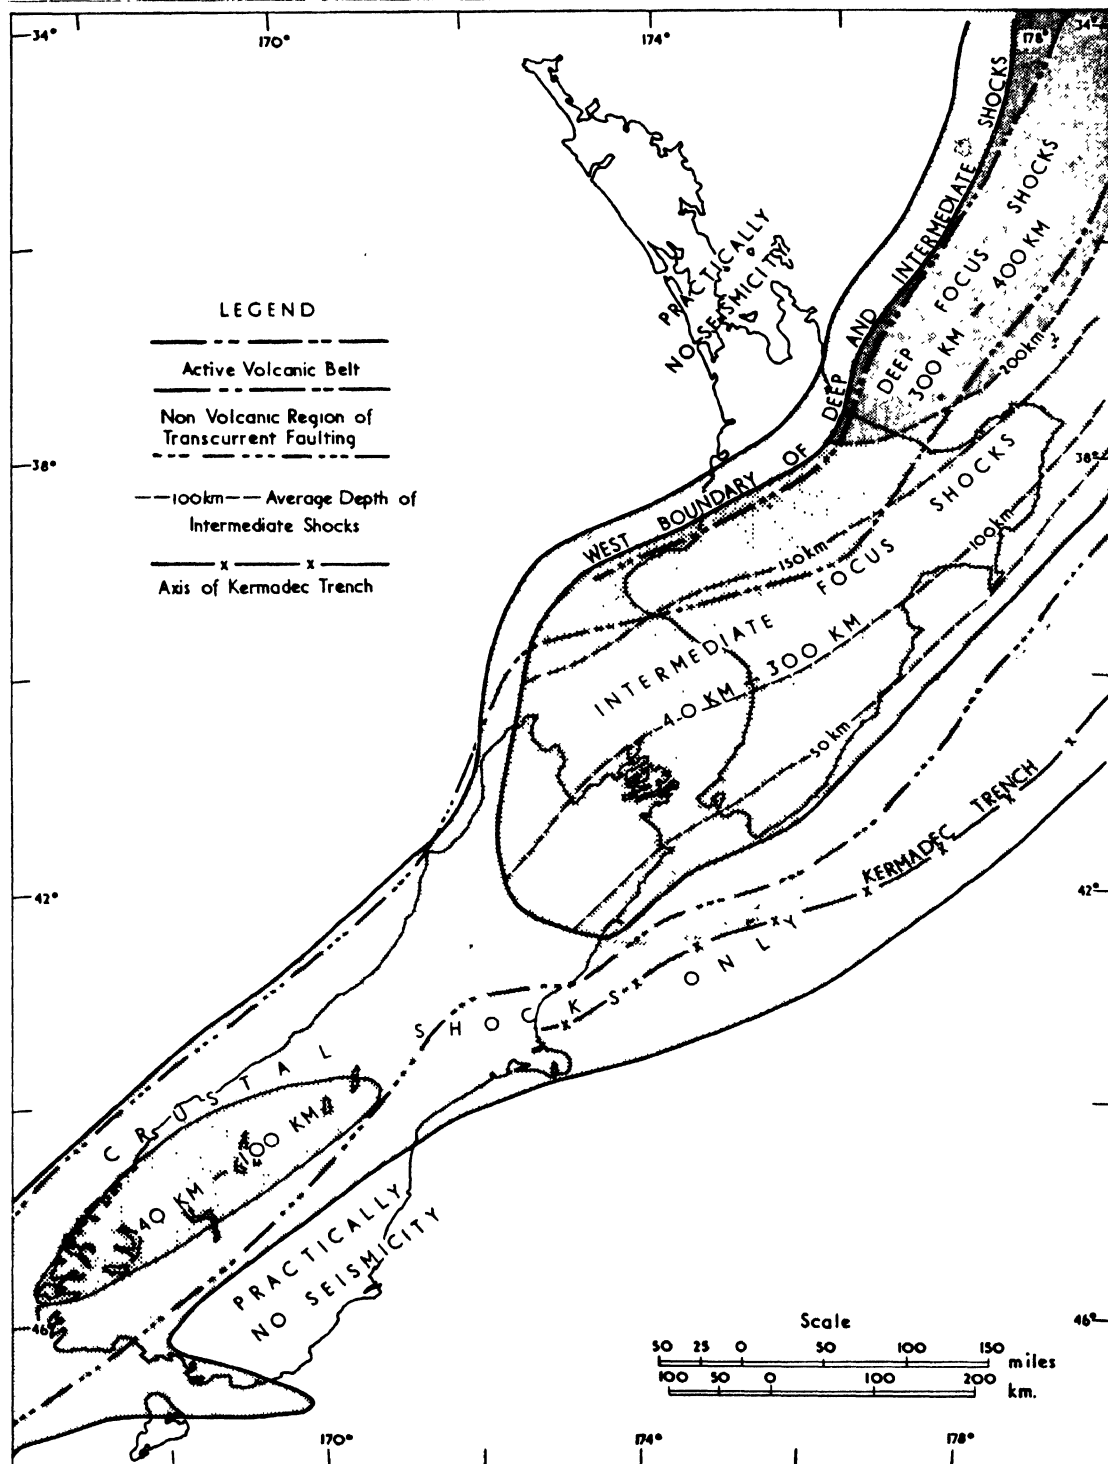 34° 170° 174° 178° 34°
PRACTICALLY
NO SEISMICITY
WEST BOUNDARY OF DEEP AND INTERMEDIATE SHOCKS
DEEP FOCUS SHOCKS
300 KM - 400 KM
200km
LEGEND
Active Volcanic Belt
Non Volcanic Region of
Transcurrent Faulting
100km Average Depth of
Intermediate Shocks
x x
Axis of Kermadec Trench
38° 38°
150km
100km
INTERMEDIATE FOCUS SHOCKS
40 KM - 300 KM
50km
KERMADEC TRENCH
42° 42°
CRUSTAL SHOCKS ONLY
40 KM - 100 KM
PRACTICALLY
NO SEISMICITY
46° 46°
Scale
50 25 0 50 100 150 miles
100 50 0 100 200 km.
170° 174° 178°